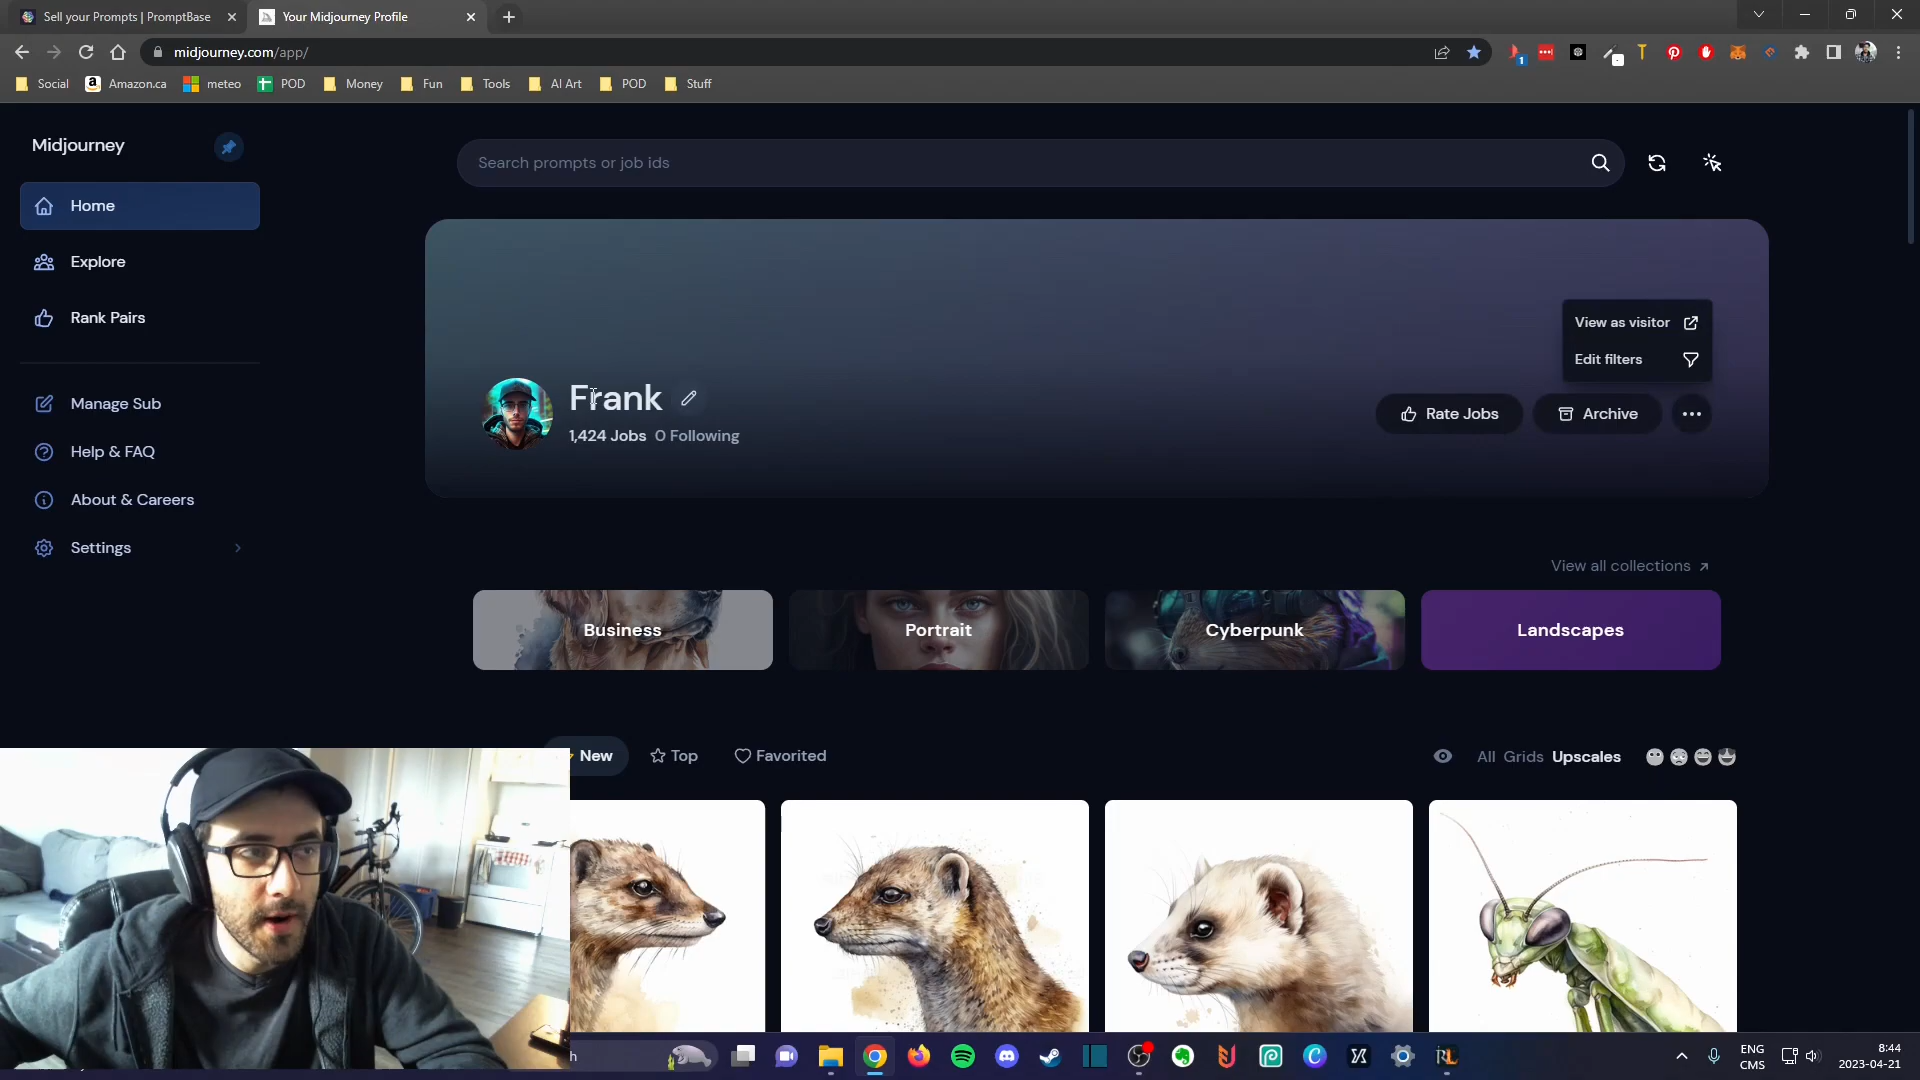 Sell your Prompts | PromptBase
Your Midjourney Profile
midjourney.com/app/
Social
Amazon.ca
meteo
POD
Money
Fun
Tools
AI Art
POD
Stuff
1
Midjourney
Search prompts or job ids
Home
Explore
Rank Pairs
View as visitor
Edit filters
Frank
1,424 Jobs 0 Following
Rate Jobs
Archive
Manage Sub
Help & FAQ
About & Careers
Settings
View all collections
Business
Portrait
Cyberpunk
Landscapes
New
Top
Favorited
All Grids Upscales
h
ENG
CMS
8:44
2023-04-21